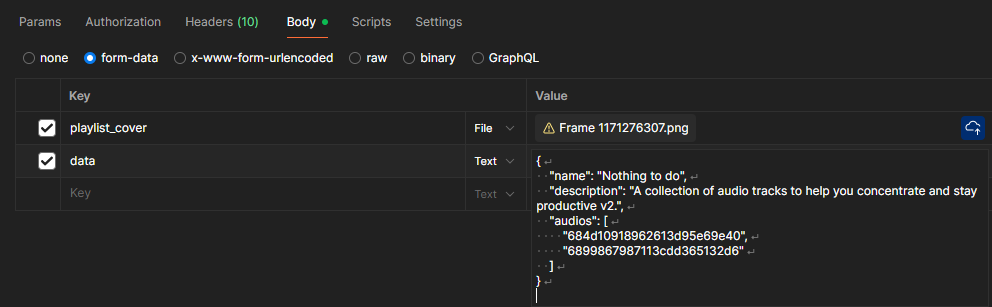 Params Authorization Headers (10) Body Scripts Settings
none form-data x-www-form-urlencoded raw binary GraphQL
Key Value
playlist_cover File Frame 1171276307.png
data Text
{
"name": "Nothing to do",
"description": "A collection of audio tracks to help you concentrate and stay
productive v2.",
"audios": [
"684d10918962613d95e69e40",
"6899867987113cdd365132d6"
]
}
Key Text